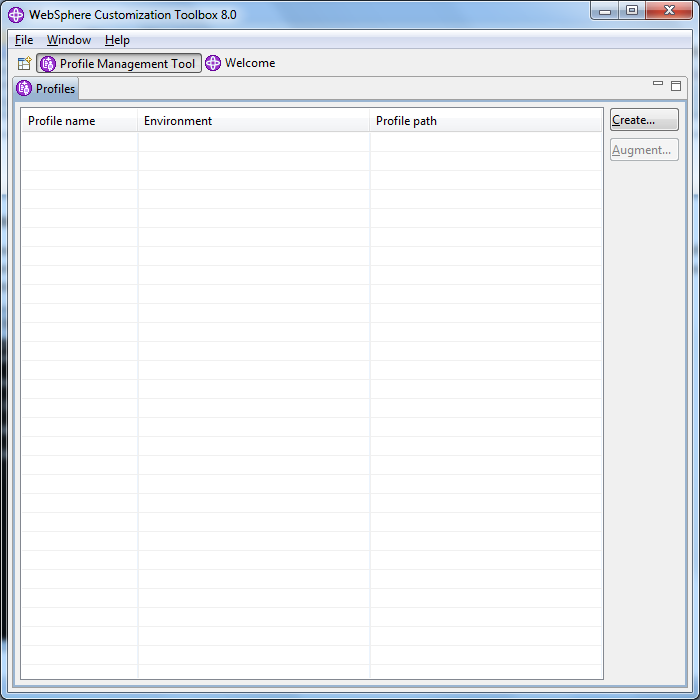 WebSphere Customization Toolbox 8.0
File Window Help
Profile Management Tool Welcome
Profiles
Profile name Environment Profile path
Create...
Augment...